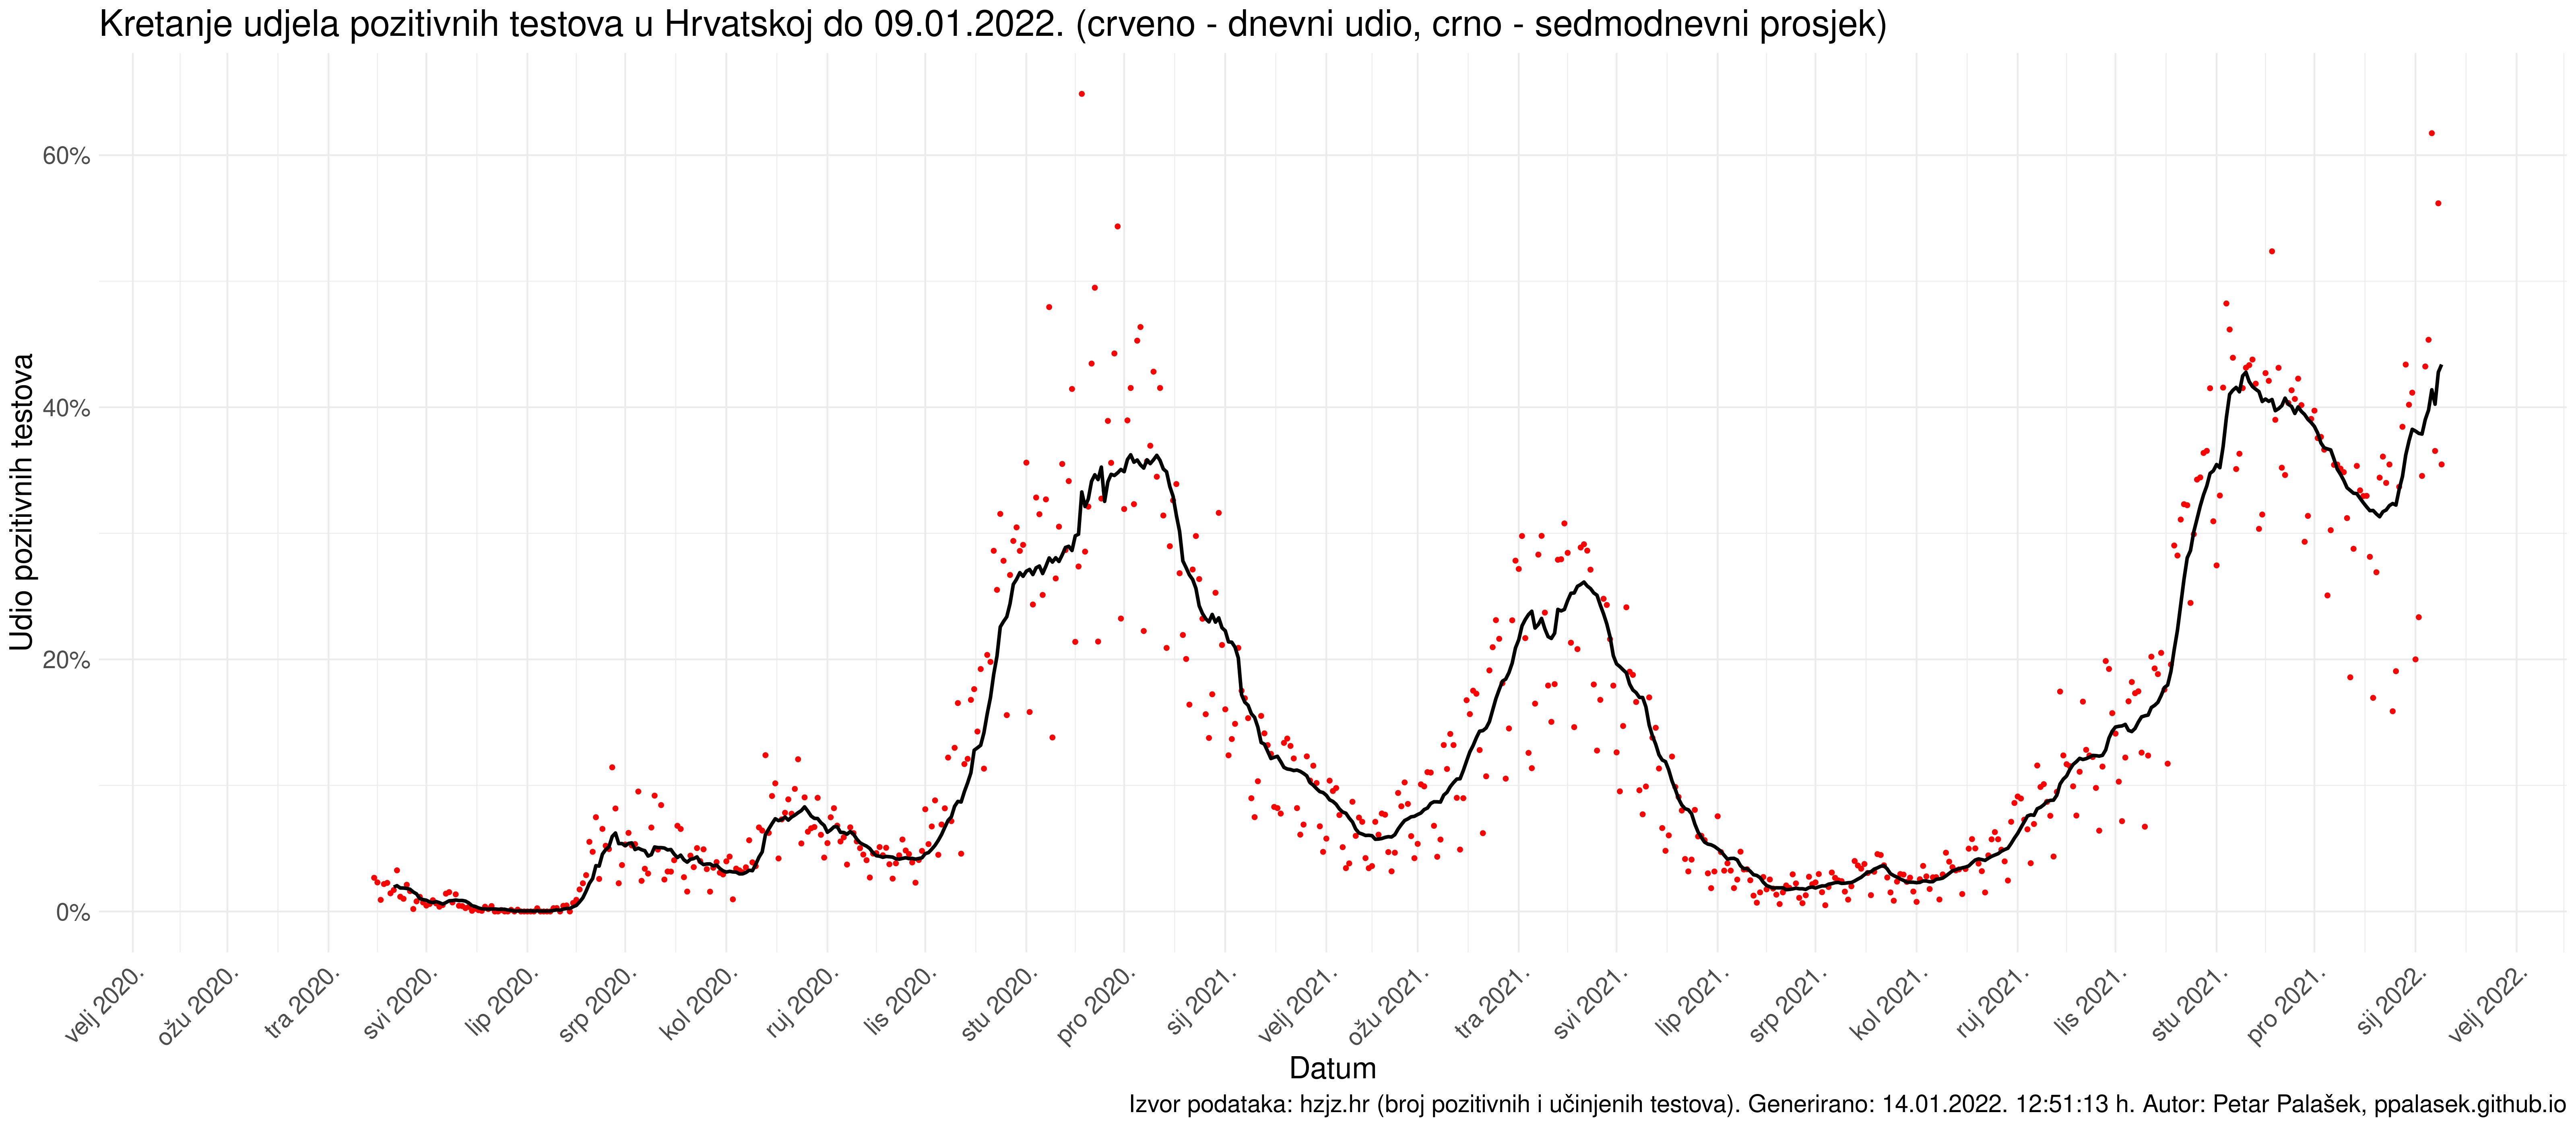 Kretanje udjela pozitivnih testova u Hrvatskoj do 09.01.2022. (crveno - dnevni udio, crno - sedmodnevni prosjek)
Udio pozitivnih testova
60%
40%
20%
0%
velj 2020.
ožu 2020.
tra 2020.
svi 2020.
lip 2020.
srp 2020.
kol 2020.
ruj 2020.
lis 2020.
stu 2020.
pro 2020.
sij 2021.
velj 2021.
ožu 2021.
tra 2021.
svi 2021.
lip 2021.
srp 2021.
kol 2021.
ruj 2021.
lis 2021.
stu 2021.
pro 2021.
sij 2022.
velj 2022.
Datum
Izvor podataka: hzjz.hr (broj pozitivnih i učinjenih testova). Generirano: 14.01.2022. 12:51:13 h. Autor: Petar Palašek, ppalasek.github.io